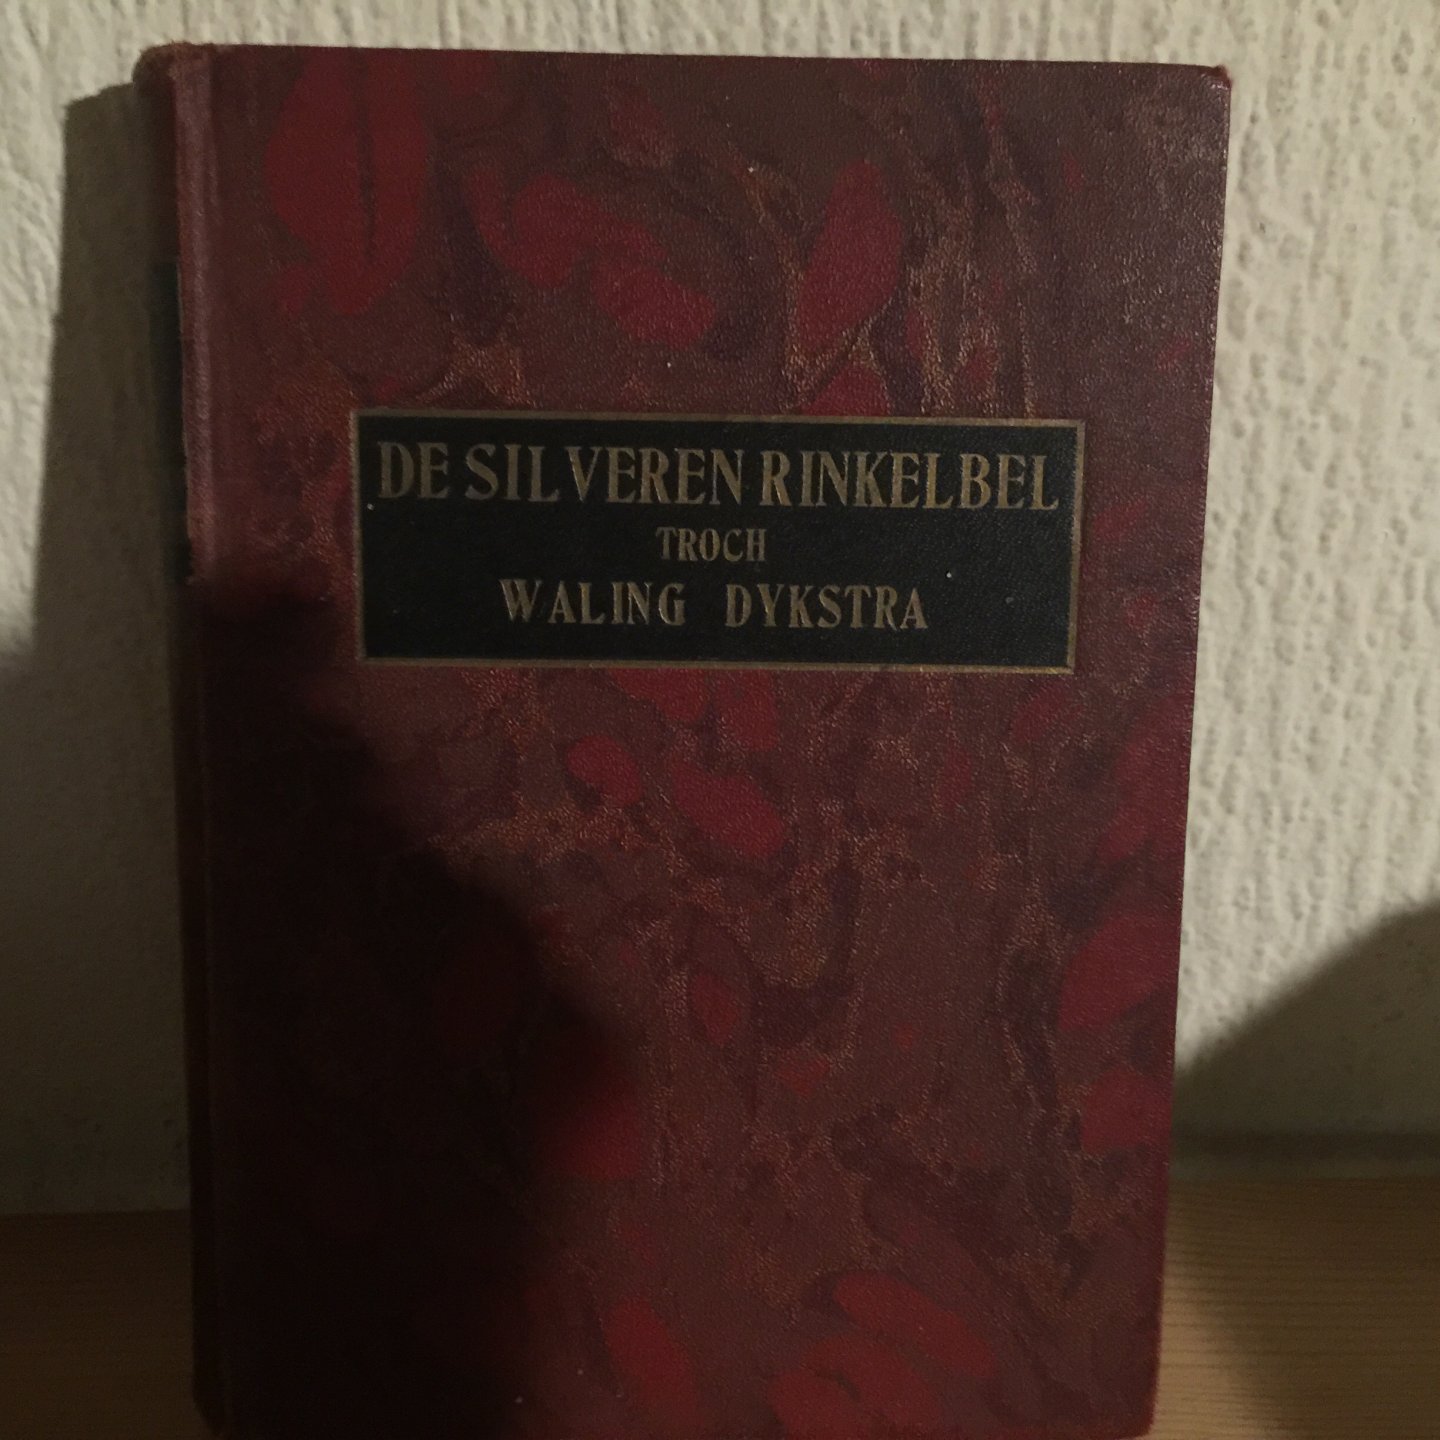 DE SILVEREN RINKELBEL
TROCH
WALING DYKSTRA